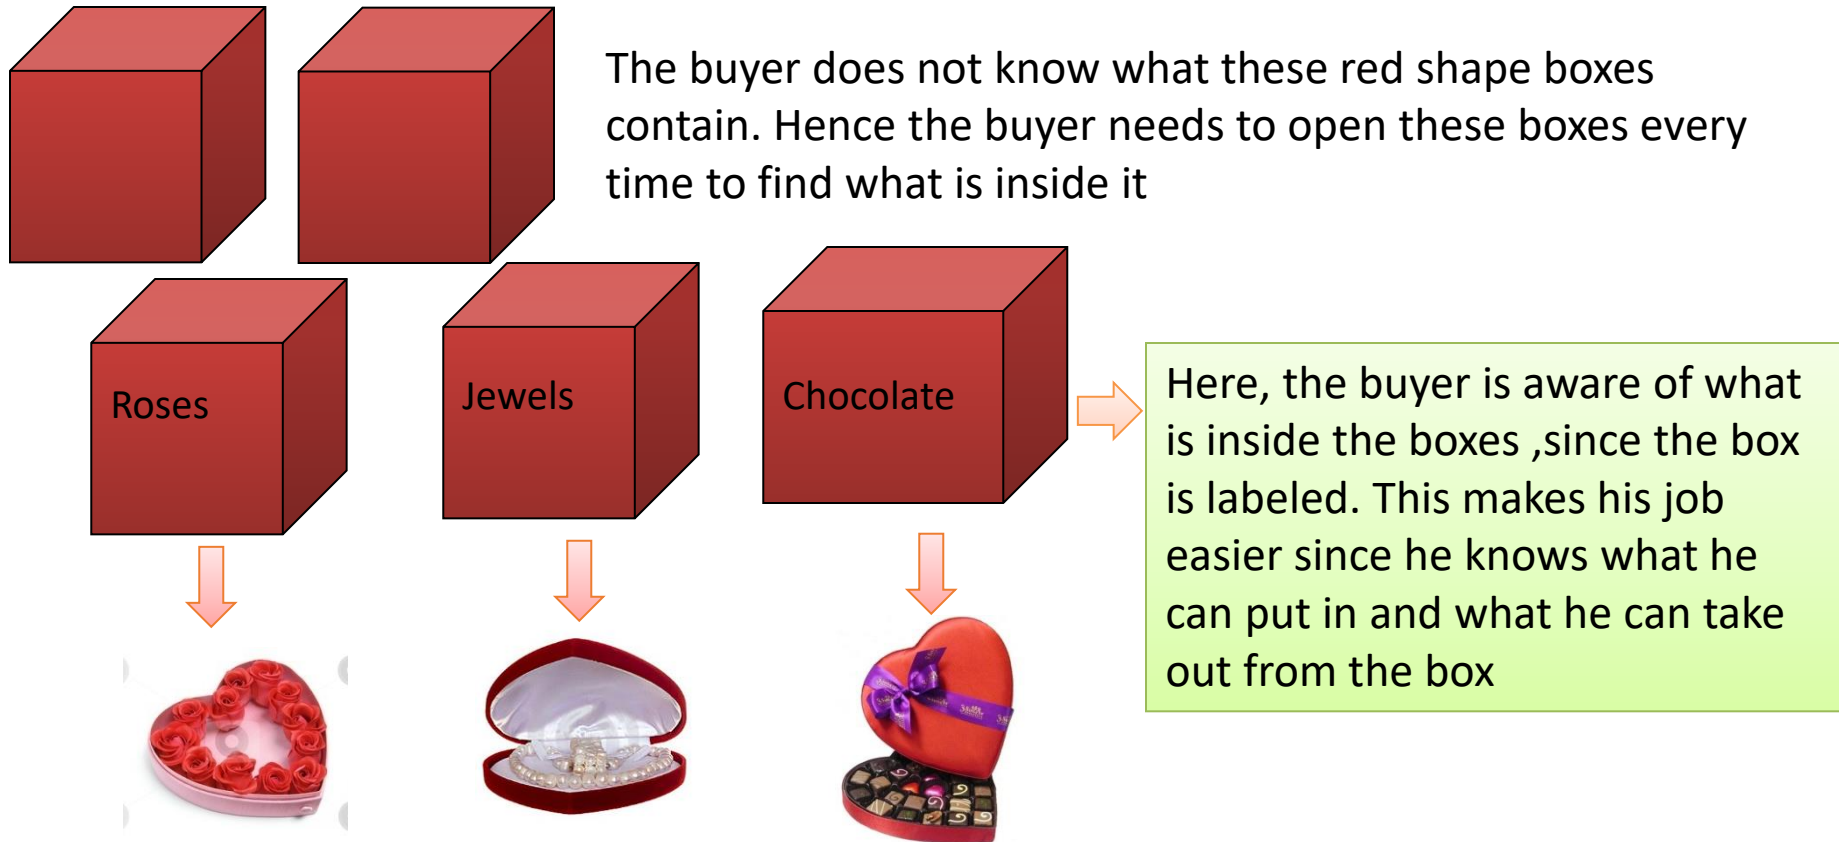 The buyer does not know what these red shape boxes
contain. Hence the buyer needs to open these boxes every
time to find what is inside it
Roses
Jewels
Chocolate
Here, the buyer is aware of what
is inside the boxes ,since the box
is labeled. This makes his job
easier since he knows what he
can put in and what he can take
out from the box